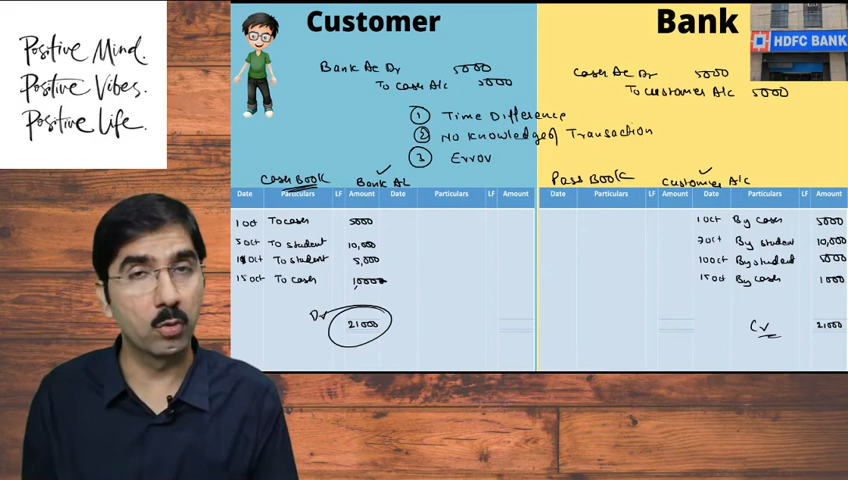 Positive Mind.
Positive Vibes.
Positive Life.
Customer
Bank
HDFC BANK
Bank Ac Dr 5000
To Cash A/c 5000
Cash Ac Dr 5000
To Customer A/c 5000
① Time Difference
② No Knowledge of Transaction
③ Error
Cash Book Bank A/c
Pass Book Customer A/c
Date Particulars LF Amount Date Particulars LF Amount
Date Particulars LF Amount Date Particulars LF Amount
1 Oct To cash 5000
1 Oct By cash 5000
5 Oct To student 10,000
7 Oct By student 10,000
Oct To student 5,000
10 Oct By student 5000
15 Oct To cash
15 Oct By cash 1000
Dr 21000
Cr 21000